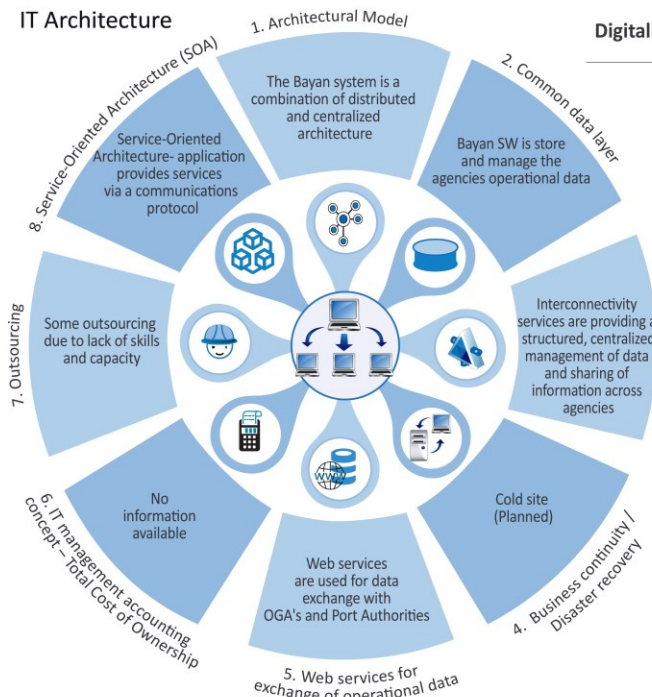 IT Architecture
Digitali
1. Architectural Model
The Bayan system is a
combination of distributed
and centralized
architecture
2. Common data layer
Bayan SW is store
and manage the
agencies operational data
Interconnectivity
services are providing a
structured, centralized
management of data
and sharing of
information across
agencies
4. Business continuity /
Disaster recovery
Cold site
(Planned)
5. Web services for
exchange of operational data
Web services
are used for data
exchange with
OGA's and Port Authorities
6. IT management accounting
concept – Total Cost of Ownership
No
information
available
7. Outsourcing
Some outsourcing
due to lack of skills
and capacity
8. Service-Oriented Architecture (SOA)
Service-Oriented
Architecture- application
provides services
via a communications
protocol
WWW